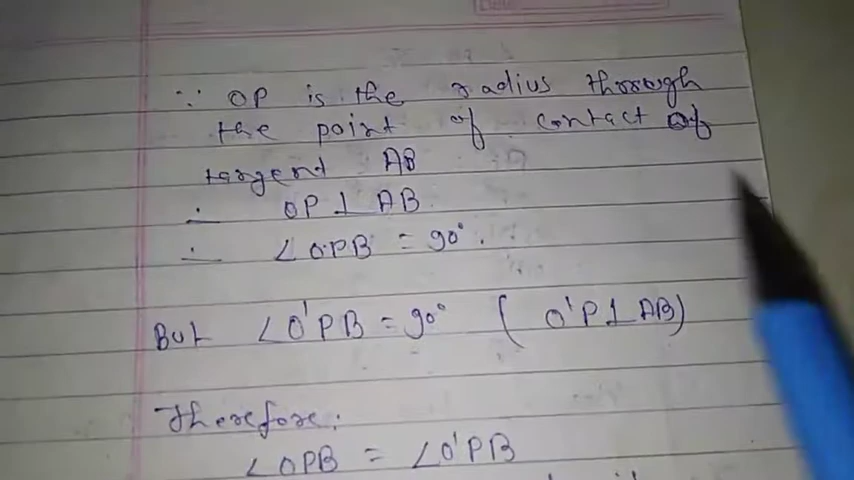 ∵ OP is the radius through
the point of contact of
tangend AB
∴ OP ⊥ AB
∴ ∠OPB = 90°.
But ∠O'PB = 90° ( O'P ⊥ AB)
Therefore:
∠OPB = ∠O'PB